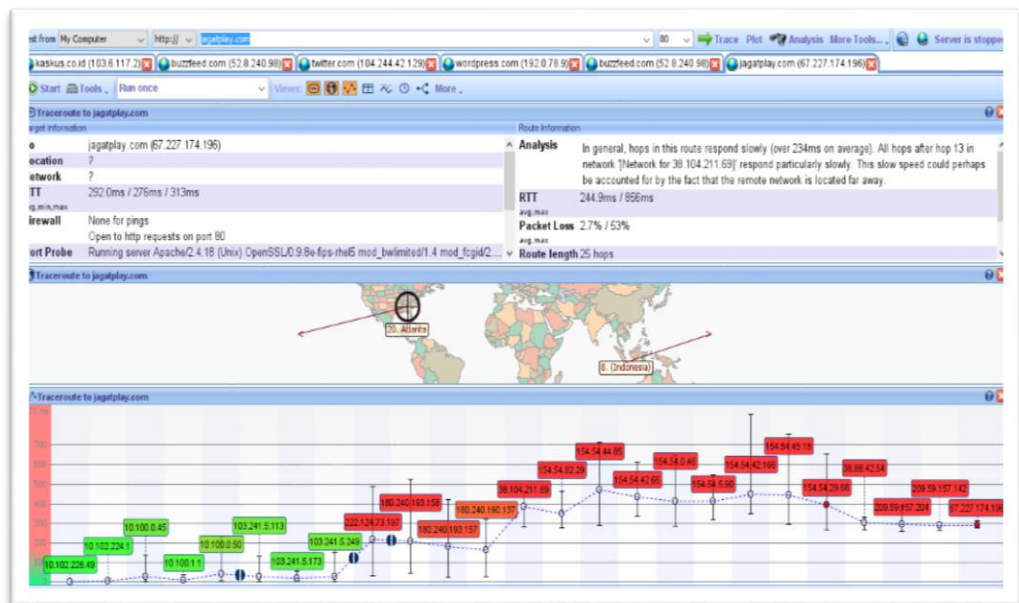 est from My Computer http:// jagatplay.com 80 Trace Plot Analysis More Tools... Server is stoppe
kaskus.co.id (103.6.117.2) buzzfeed.com (52.8.240.98) twitter.com (104.244.42.129) wordpress.com (192.0.78.9) buzzfeed.com (52.8.240.98) jagatplay.com (67.227.174.196)
Start Tools Run once Views: More
Traceroute to jagatplay.com
arget Information Route Information
o jagatplay.com (67.227.174.196)
ocation ?
etwork ?
TT 292.0ms / 276ms / 313ms
vg,min,max
irewall None for pings
Open to http requests on port 80
ort Probe Running server Apache/2.4.18 (Unix) OpenSSL/0.9.8e-fips-rhel5 mod_bwlimited/1.4 mod_fcgid/2....
Analysis In general, hops in this route respond slowly (over 234ms on average). All hops after hop 13 in
network '[Network for 38.104.211.69]' respond particularly slowly. This slow speed could perhaps
be accounted for by the fact that the remote network is located far away.
RTT 244.9ms / 856ms
avg,max
Packet Loss 2.7% / 53%
avg,max
Route length 25 hops
Traceroute to jagatplay.com
20. Atlanta
8. (Indonesia)
Traceroute to jagatplay.com
700
600
500
400
300
200
100
0
10.102.226.49
10.102.224.1
10.100.0.45
10.100.1.1
10.100.0.50
103.241.5.113
103.241.5.173
103.241.5.249
222.124.73.197
180.240.193.158
180.240.193.157
180.240.190.137
38.104.211.69
154.54.82.29
154.54.44.85
154.54.42.66
154.54.0.46
154.54.5.90
154.54.42.166
154.54.45.18
154.54.29.66
38.88.42.54
209.59.157.204
209.59.157.142
67.227.174.196